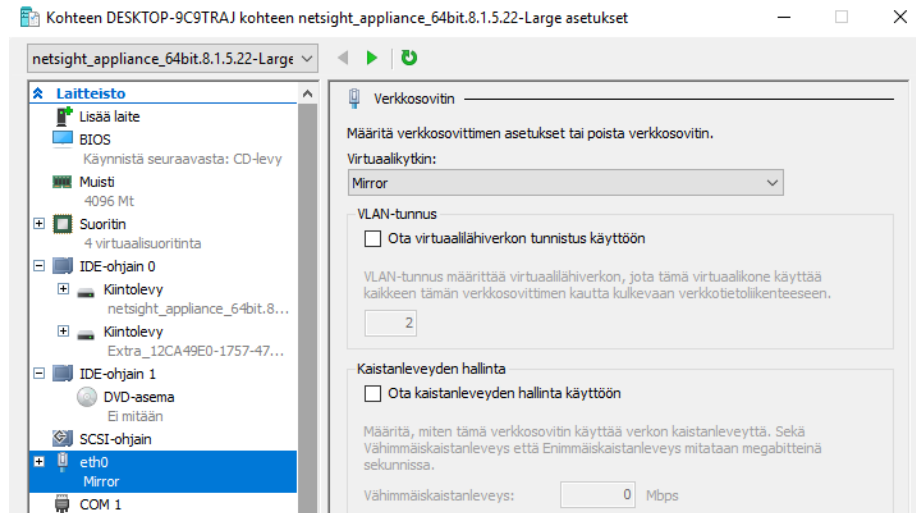 Kohteen DESKTOP-9C9TRAJ kohteen netsight_appliance_64bit.8.1.5.22-Large asetukset
netsight_appliance_64bit.8.1.5.22-Large
Laitteisto
Lisää laite
BIOS
Käynnistä seuraavasta: CD-levy
Muisti
4096 Mt
Suoritin
4 virtuaalisuoritinta
IDE-ohjain 0
Kiintolevy
netsight_appliance_64bit.8...
Kiintolevy
Extra_12CA49E0-1757-47...
IDE-ohjain 1
DVD-asema
Ei mitään
SCSI-ohjain
eth0
Mirror
COM 1
Verkkosovitin
Määritä verkkosovittimen asetukset tai poista verkkosovitin.
Virtuaalikytkin:
Mirror
VLAN-tunnus
Ota virtuaalilähiverkon tunnistus käyttöön
VLAN-tunnus määrittää virtuaalilähiverkon, jota tämä virtuaalikone käyttää
kaikkeen tämän verkkosovittimen kautta kulkevaan verkkotietoliikenteeseen.
2
Kaistanleveyden hallinta
Ota kaistanleveyden hallinta käyttöön
Määritä, miten tämä verkkosovitin käyttää verkon kaistanleveyttä. Sekä
Vähimmäiskaistanleveys että Enimmäiskaistanleveys mitataan megabitteinä
sekunnissa.
Vähimmäiskaistanleveys: 0 Mbps